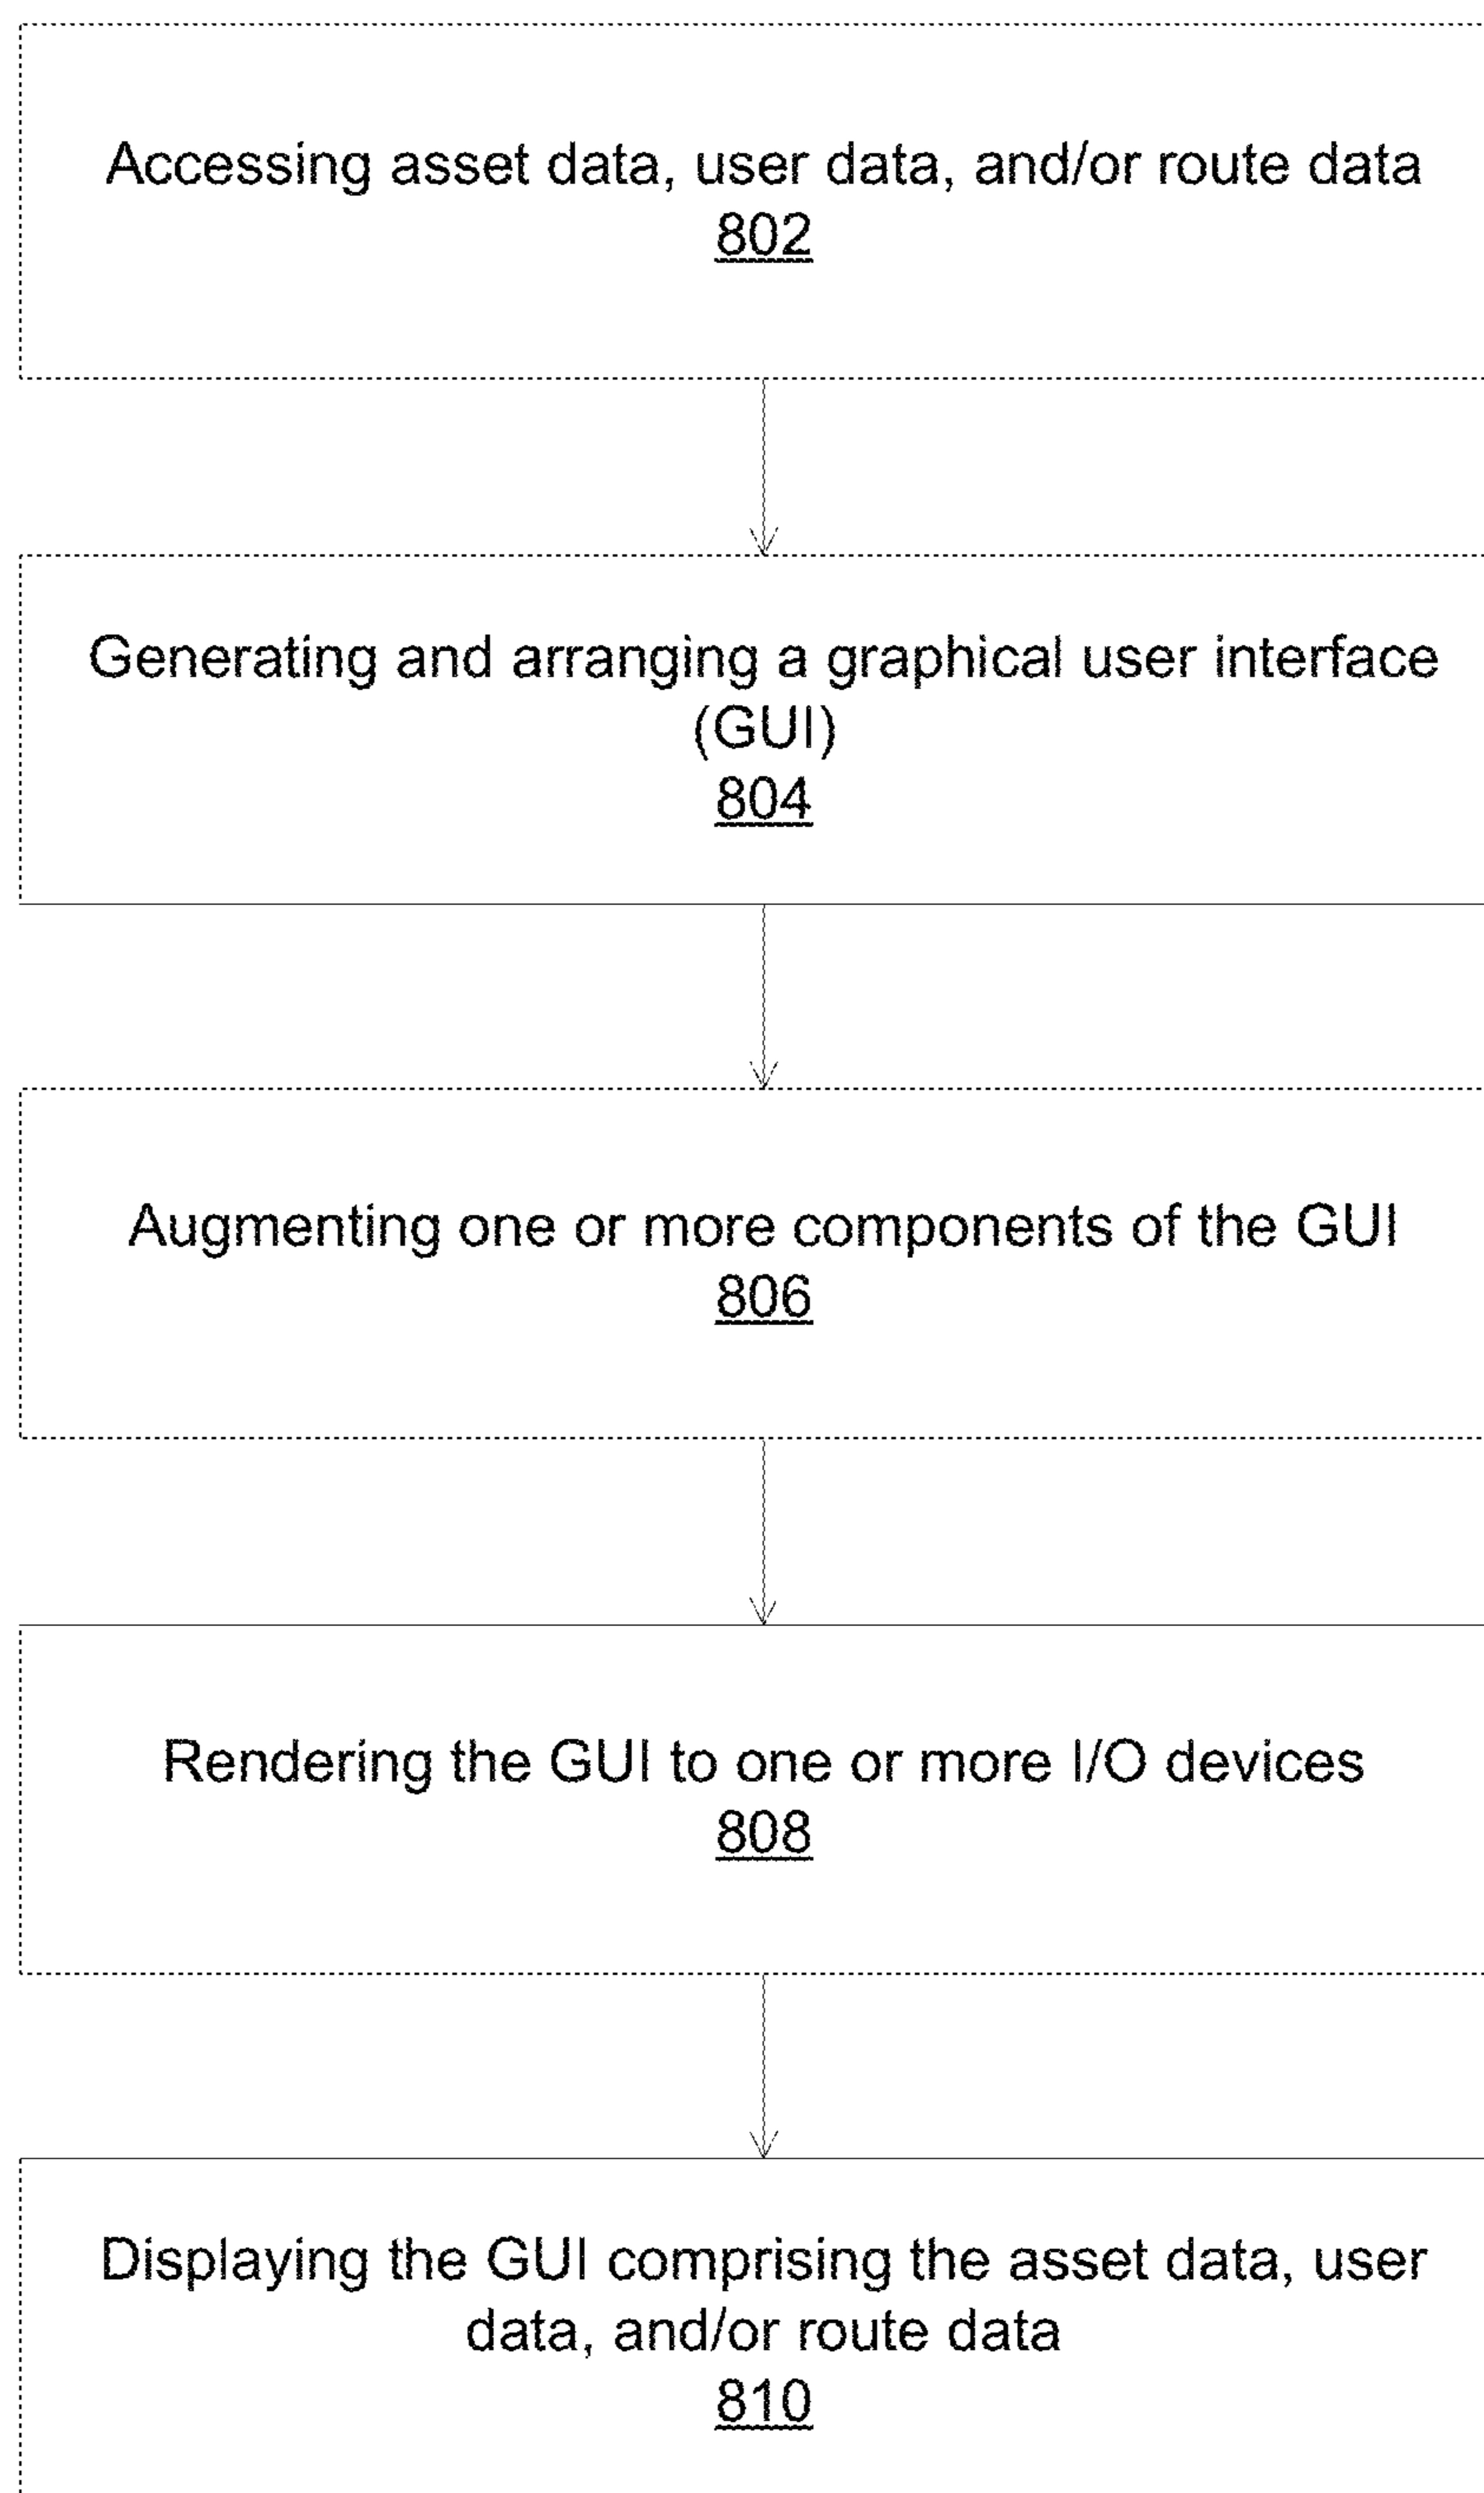 Accessing asset data, user data, and/or route data
802
Generating and arranging a graphical user interface
(GUI)
804
Augmenting one or more components of the GUI
806
Rendering the GUI to one or more I/O devices
808
Displaying the GUI comprising the asset data, user
data, and/or route data
810